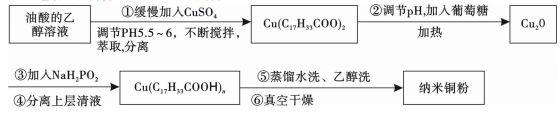 油酸的乙
醇溶液
①缓慢加入CuSO₄
调节PH5.5~6，不断搅拌，
萃取,分离
Cu(C₁₇H₃₃COO)₂
②调节pH,加入葡萄糖
加热
Cu₂0
③加入NaH₂PO₂
④分离上层清液
Cu(C₁₇H₃₃COOH)ₙ
⑤蒸馏水洗、乙醇洗
⑥真空干燥
纳米铜粉